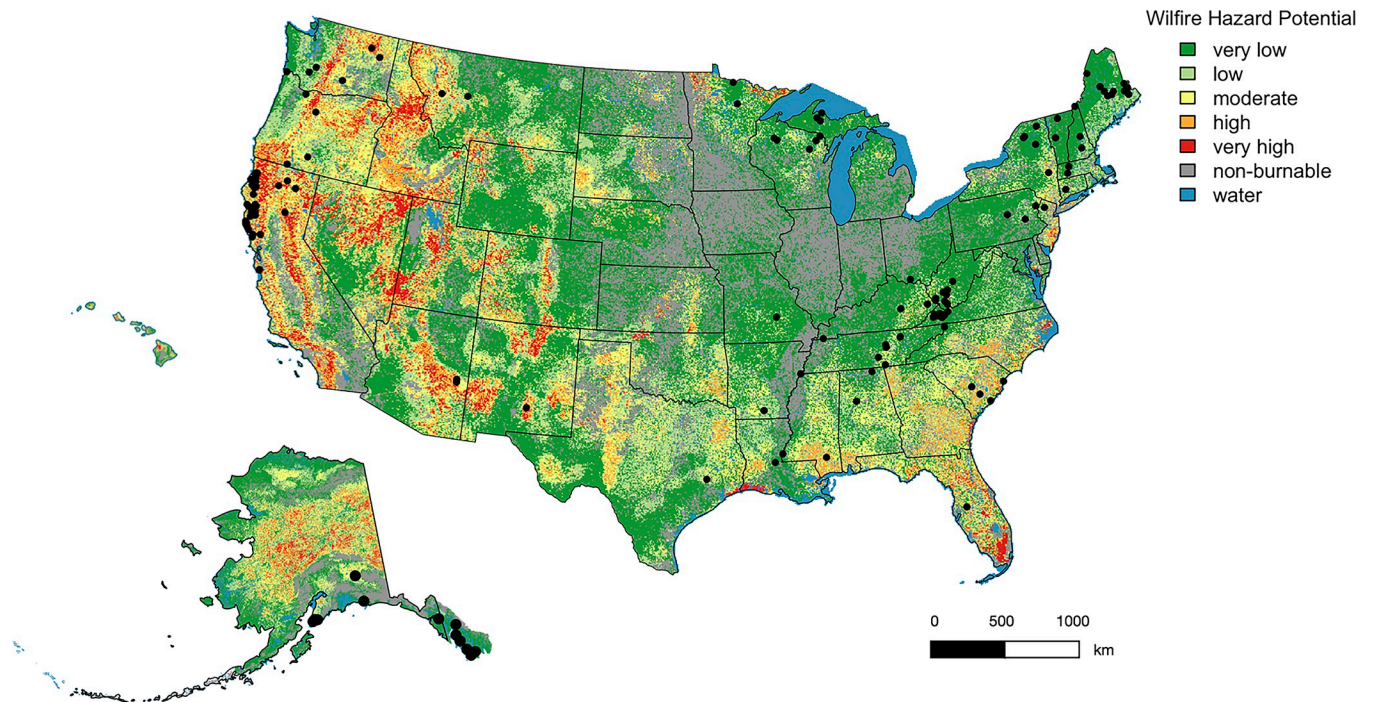 Wilfire Hazard Potential
very low
low
moderate
high
very high
non-burnable
water
0 500 1000
km